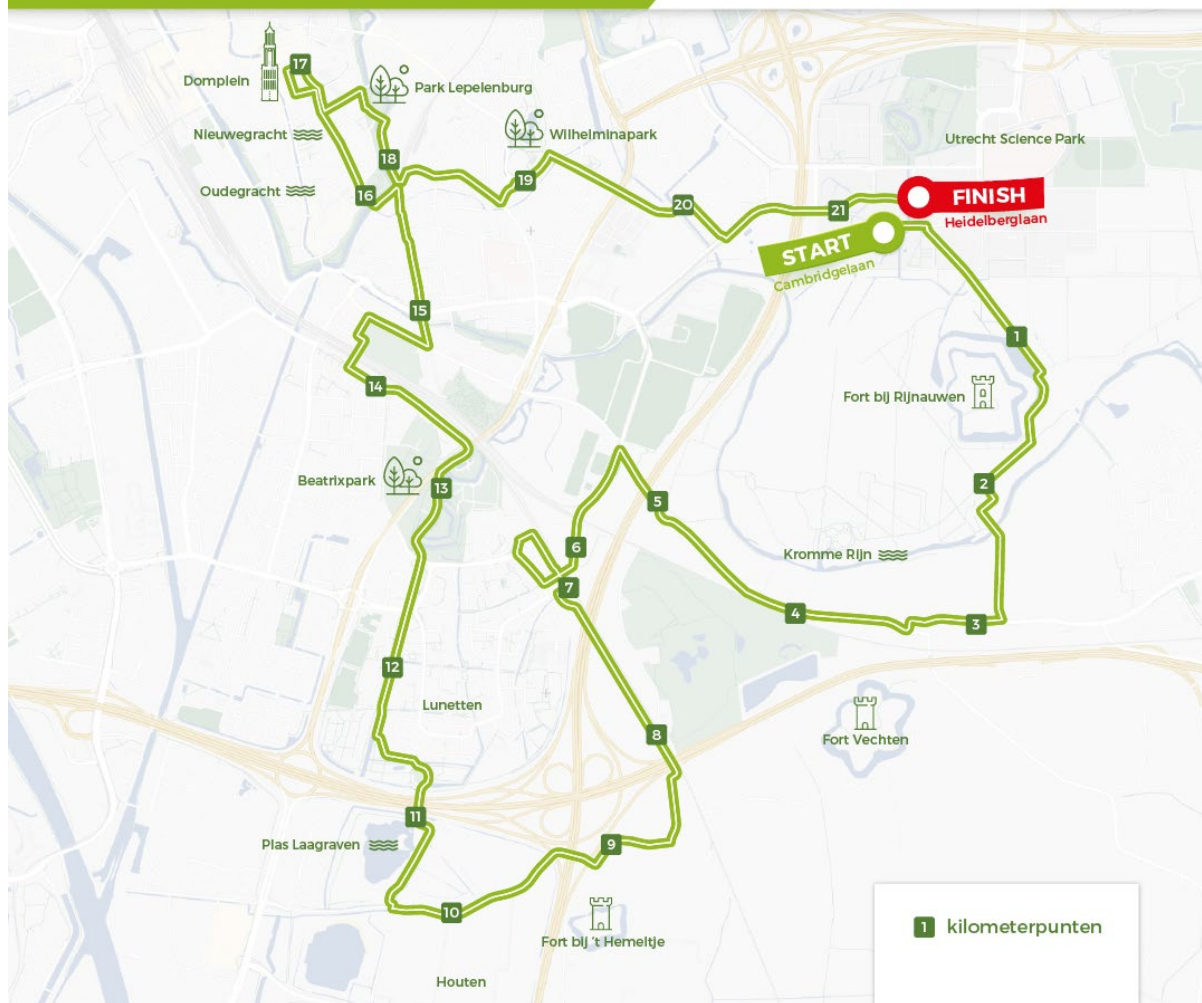 17
Domplein
Park Lepelenburg
Nieuwegracht
Wilhelminapark
Utrecht Science Park
18
19
Oudegracht
16
20
21
FINISH
Heidelberglaan
START
Cambridgelaan
15
1
14
Fort bij Rijnauwen
Beatrixpark
13
2
5
6
Kromme Rijn
7
4
3
12
Lunetten
8
Fort Vechten
11
Plas Laagraven
9
10
Fort bij 't Hemeltje
1 kilometerpunten
Houten